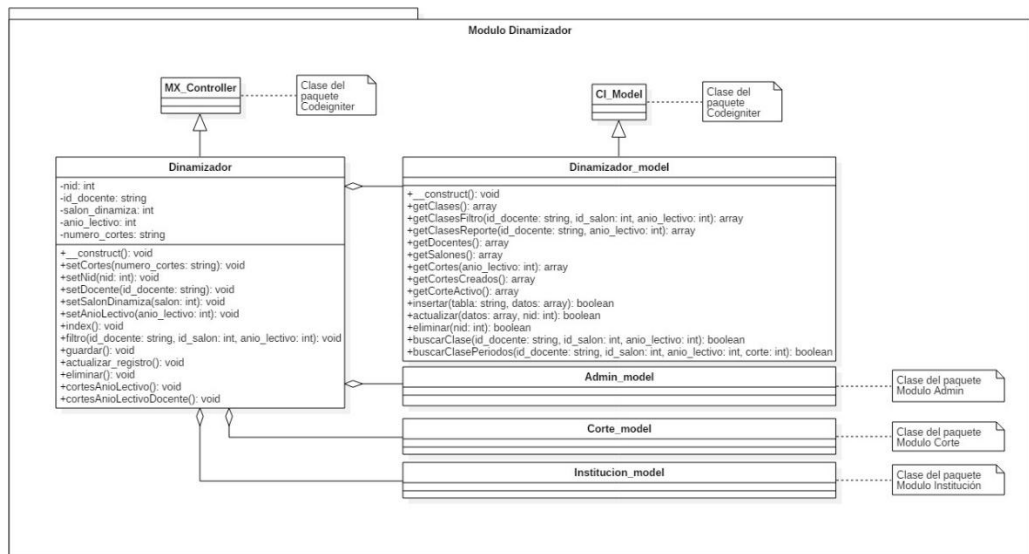 Modulo Dinamizador
MX_Controller
Clase del
paquete
Codeigniter
CI_Model
Clase del
paquete
Codeigniter
Dinamizador
-nid: int
-id_docente: string
-salon_dinamiza: int
-anio_lectivo: int
-numero_cortes: string
+__construct(): void
+setCortes(numero_cortes: string): void
+setNid(nid: int): void
+setDocente(id_docente: string): void
+setSalonDinamiza(salon: int): void
+setAnioLectivo(anio_lectivo: int): void
+index(): void
+filtro(id_docente: string, id_salon: int, anio_lectivo: int): void
+guardar(): void
+actualizar_registro(): void
+eliminar(): void
+cortesAnioLectivo(): void
+cortesAnioLectivoDocente(): void
Dinamizador_model
+__construct(): void
+getClases(): array
+getClasesFiltro(id_docente: string, id_salon: int, anio_lectivo: int): array
+getClasesReporte(id_docente: string, anio_lectivo: int): array
+getDocentes(): array
+getSalones(): array
+getCortes(anio_lectivo: int): array
+getCortesCreados(): array
+getCorteActivo(): array
+insertar(tabla: string, datos: array): boolean
+actualizar(datos: array, nid: int): boolean
+eliminar(nid: int): boolean
+buscarClase(id_docente: string, id_salon: int, anio_lectivo: int): boolean
+buscarClasePeriodos(id_docente: string, id_salon: int, anio_lectivo: int, corte: int): boolean
Admin_model
Clase del paquete
Modulo Admin
Corte_model
Clase del paquete
Modulo Corte
Institucion_model
Clase del paquete
Modulo Institución